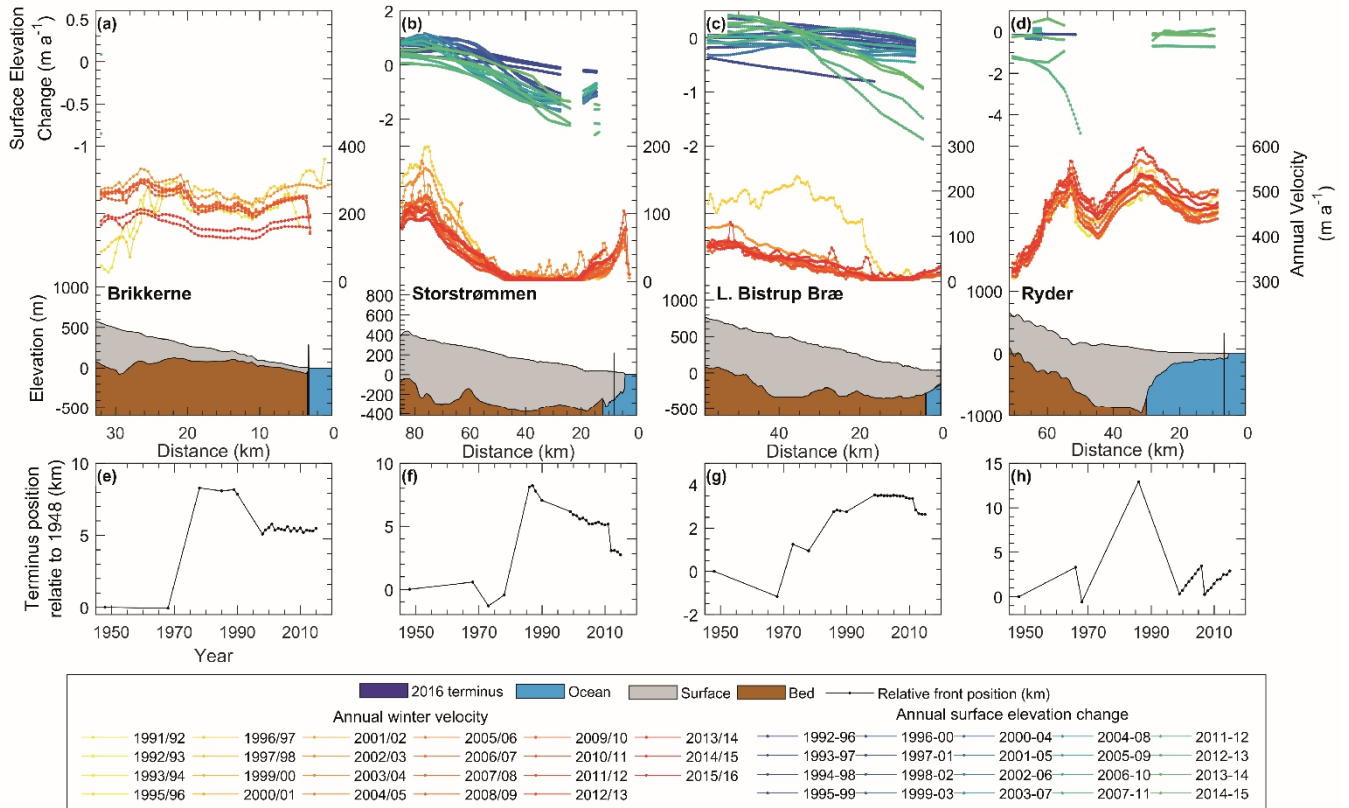 (a)
(b)
(c)
(d)
Surface Elevation
Change (m a⁻¹)
0.5
0
-0.5
-1
2
0
-2
0
-1
-2
0
-2
-4
400
200
0
200
100
0
300
200
100
0
600
500
400
300
Annual Velocity
(m a⁻¹)
Brikkerne
Storstrømmen
L. Bistrup Bræ
Ryder
Elevation (m)
1000
500
0
-500
800
600
400
200
0
-200
-400
1000
500
0
-500
1000
0
-1000
30 20 10 0
80 70 60 50 40 30 20 10 0
50 40 30 20 10 0
60 40 20 0
Distance (km)
Distance (km)
Distance (km)
Distance (km)
(e)
(f)
(g)
(h)
Terminus position
relatie to 1948 (km)
10
5
0
10
5
0
4
2
0
-2
15
10
5
0
1950 1970 1990 2010
1950 1970 1990 2010
1950 1970 1990 2010
1950 1970 1990 2010
Year
2016 terminus Ocean Surface Bed Relative front position (km)
Annual winter velocity
Annual surface elevation change
1991/92 1996/97 2001/02 2005/06 2009/10 2013/14
1992/93 1997/98 2002/03 2006/07 2010/11 2014/15
1993/94 1999/00 2003/04 2007/08 2011/12 2015/16
1995/96 2000/01 2004/05 2008/09 2012/13
1992-96 1996-00 2000-04 2004-08 2011-12
1993-97 1997-01 2001-05 2005-09 2012-13
1994-98 1998-02 2002-06 2006-10 2013-14
1995-99 1999-03 2003-07 2007-11 2014-15